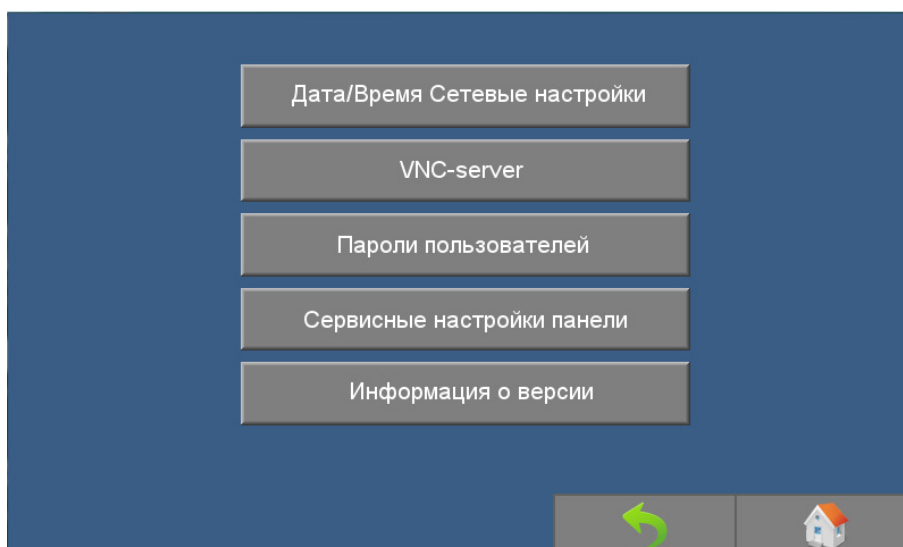 Дата/Время Сетевые настройки
VNC-server
Пароли пользователей
Сервисные настройки панели
Информация о версии